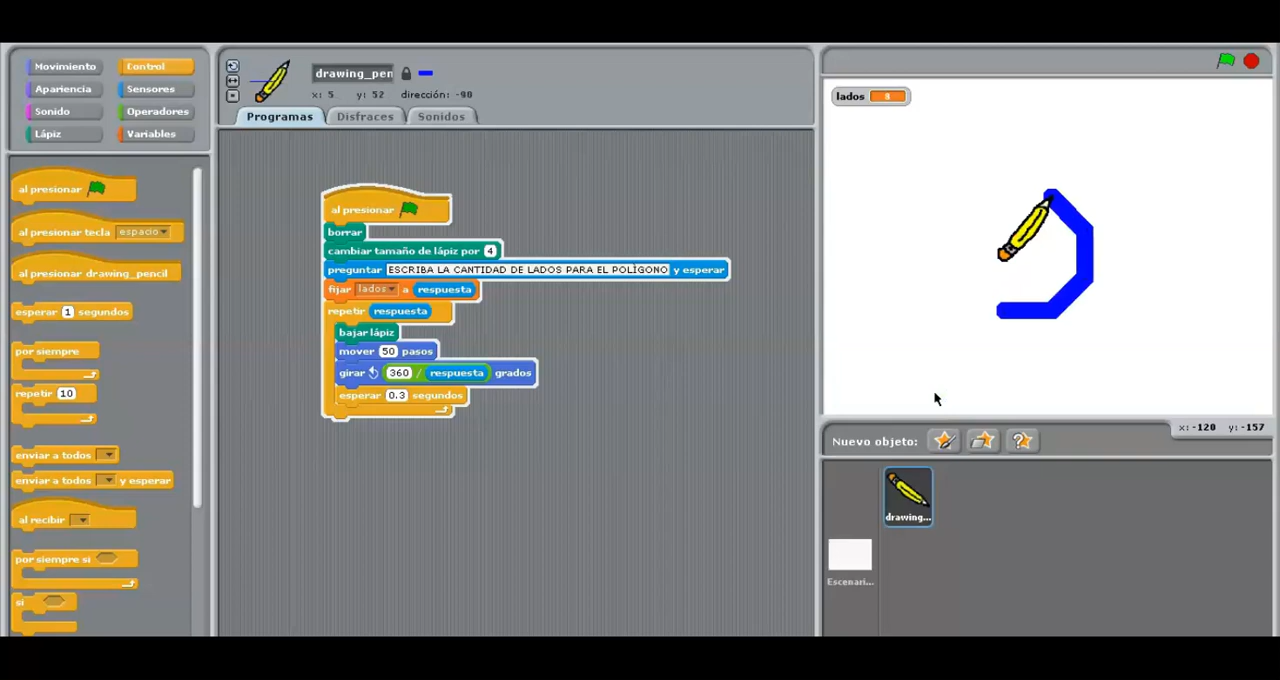 Movimiento
Control
Apariencia
Sensores
Sonido
Operadores
Lápiz
Variables
al presionar
al presionar tecla espacio
al presionar drawing_pencil
esperar 1 segundos
por siempre
repetir 10
enviar a todos
enviar a todos y esperar
al recibir
por siempre si
si
drawing_pen
x: 5 y: 52 dirección: -90
Programas
Disfraces
Sonidos
al presionar
borrar
cambiar tamaño de lápiz por 4
preguntar ESCRIBA LA CANTIDAD DE LADOS PARA EL POLÍGONO y esperar
fijar lados a respuesta
repetir respuesta
bajar lápiz
mover 50 pasos
girar 360 / respuesta grados
esperar 0.3 segundos
lados 8
x: -120 y: -157
Nuevo objeto:
drawing...
Escenari...